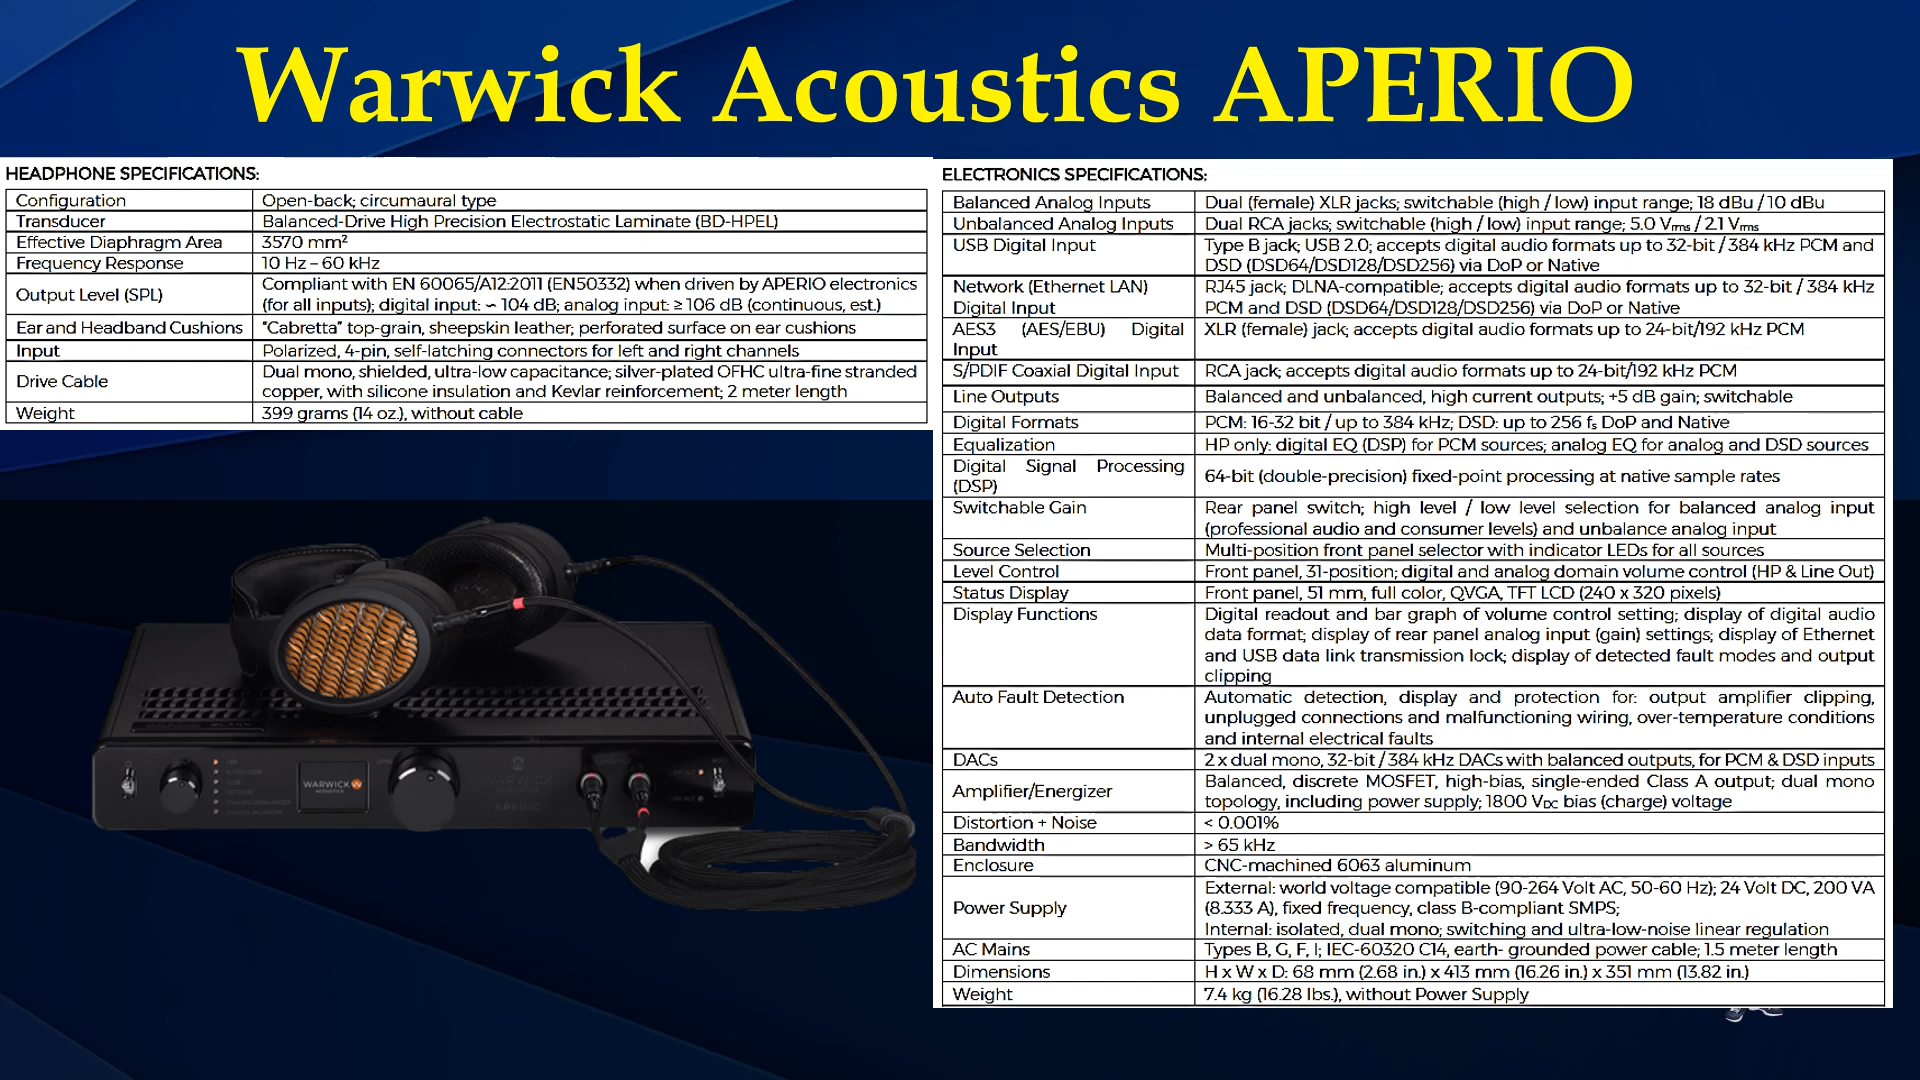 Warwick Acoustics APERIO
HEADPHONE SPECIFICATIONS:
Configuration Open-back; circumaural type
Transducer Balanced-Drive High Precision Electrostatic Laminate (BD-HPEL)
Effective Diaphragm Area 3570 mm²
Frequency Response 10 Hz – 60 kHz
Output Level (SPL) Compliant with EN 60065/A12:2011 (EN50332) when driven by APERIO electronics
(for all inputs); digital input: ∽ 104 dB; analog input: ≥ 106 dB (continuous, est.)
Ear and Headband Cushions "Cabretta" top-grain, sheepskin leather; perforated surface on ear cushions
Input Polarized, 4-pin, self-latching connectors for left and right channels
Drive Cable Dual mono, shielded, ultra-low capacitance; silver-plated OFHC ultra-fine stranded
copper, with silicone insulation and Kevlar reinforcement; 2 meter length
Weight 399 grams (14 oz.), without cable
ELECTRONICS SPECIFICATIONS:
Balanced Analog Inputs Dual (female) XLR jacks; switchable (high / low) input range; 18 dBu / 10 dBu
Unbalanced Analog Inputs Dual RCA jacks; switchable (high / low) input range; 5.0 Vrms / 2.1 Vrms
USB Digital Input Type B jack; USB 2.0; accepts digital audio formats up to 32-bit / 384 kHz PCM and
DSD (DSD64/DSD128/DSD256) via DoP or Native
Network (Ethernet LAN) RJ45 jack; DLNA-compatible; accepts digital audio formats up to 32-bit / 384 kHz
Digital Input PCM and DSD (DSD64/DSD128/DSD256) via DoP or Native
AES3 (AES/EBU) Digital XLR (female) jack; accepts digital audio formats up to 24-bit/192 kHz PCM
Input
S/PDIF Coaxial Digital Input RCA jack; accepts digital audio formats up to 24-bit/192 kHz PCM
Line Outputs Balanced and unbalanced, high current outputs; +5 dB gain; switchable
Digital Formats PCM: 16-32 bit / up to 384 kHz; DSD: up to 256 fs DoP and Native
Equalization HP only: digital EQ (DSP) for PCM sources; analog EQ for analog and DSD sources
Digital Signal Processing
(DSP) 64-bit (double-precision) fixed-point processing at native sample rates
Switchable Gain Rear panel switch; high level / low level selection for balanced analog input
(professional audio and consumer levels) and unbalance analog input
Source Selection Multi-position front panel selector with indicator LEDs for all sources
Level Control Front panel, 31-position; digital and analog domain volume control (HP & Line Out)
Status Display Front panel, 51 mm, full color, QVGA, TFT LCD (240 x 320 pixels)
Display Functions Digital readout and bar graph of volume control setting; display of digital audio
data format; display of rear panel analog input (gain) settings; display of Ethernet
and USB data link transmission lock; display of detected fault modes and output
clipping
Auto Fault Detection Automatic detection, display and protection for: output amplifier clipping,
unplugged connections and malfunctioning wiring, over-temperature conditions
and internal electrical faults
DACs 2 x dual mono, 32-bit / 384 kHz DACs with balanced outputs, for PCM & DSD inputs
Amplifier/Energizer Balanced, discrete MOSFET, high-bias, single-ended Class A output; dual mono
topology, including power supply; 1800 VDC bias (charge) voltage
Distortion + Noise < 0.001%
Bandwidth > 65 kHz
Enclosure CNC-machined 6063 aluminum
Power Supply External: world voltage compatible (90-264 Volt AC, 50-60 Hz); 24 Volt DC, 200 VA
(8.333 A), fixed frequency, class B-compliant SMPS;
Internal: isolated, dual mono; switching and ultra-low-noise linear regulation
AC Mains Types B, G, F, I; IEC-60320 C14, earth- grounded power cable; 1.5 meter length
Dimensions H x W x D: 68 mm (2.68 in.) x 413 mm (16.26 in.) x 351 mm (13.82 in.)
Weight 7.4 kg (16.28 lbs.), without Power Supply
WARWICK
ACOUSTICS
WARWICK
APERIO